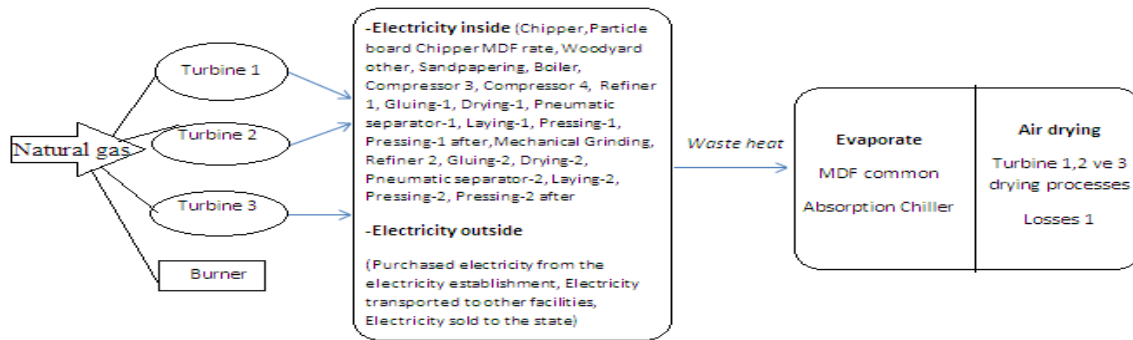 Natural gas
Turbine 1
Turbine 2
Turbine 3
Burner
-Electricity inside (Chipper,Particle
board Chipper MDF rate, Woodyard
other, Sandpapering, Boiler,
Compressor 3, Compressor 4, Refiner
1, Gluing-1, Drying-1, Pneumatic
separator-1, Laying-1, Pressing-1,
Pressing-1 after,Mechanical Grinding,
Refiner 2, Gluing-2, Drying-2,
Pneumatic separator-2, Laying-2,
Pressing-2, Pressing-2 after
-Electricity outside
(Purchased electricity from the
electricity establishment, Electricity
transported to other facilities,
Electricity sold to the state)
Waste heat
Evaporate
MDF common
Absorption Chiller
Air drying
Turbine 1,2 ve 3
drying processes
Losses 1